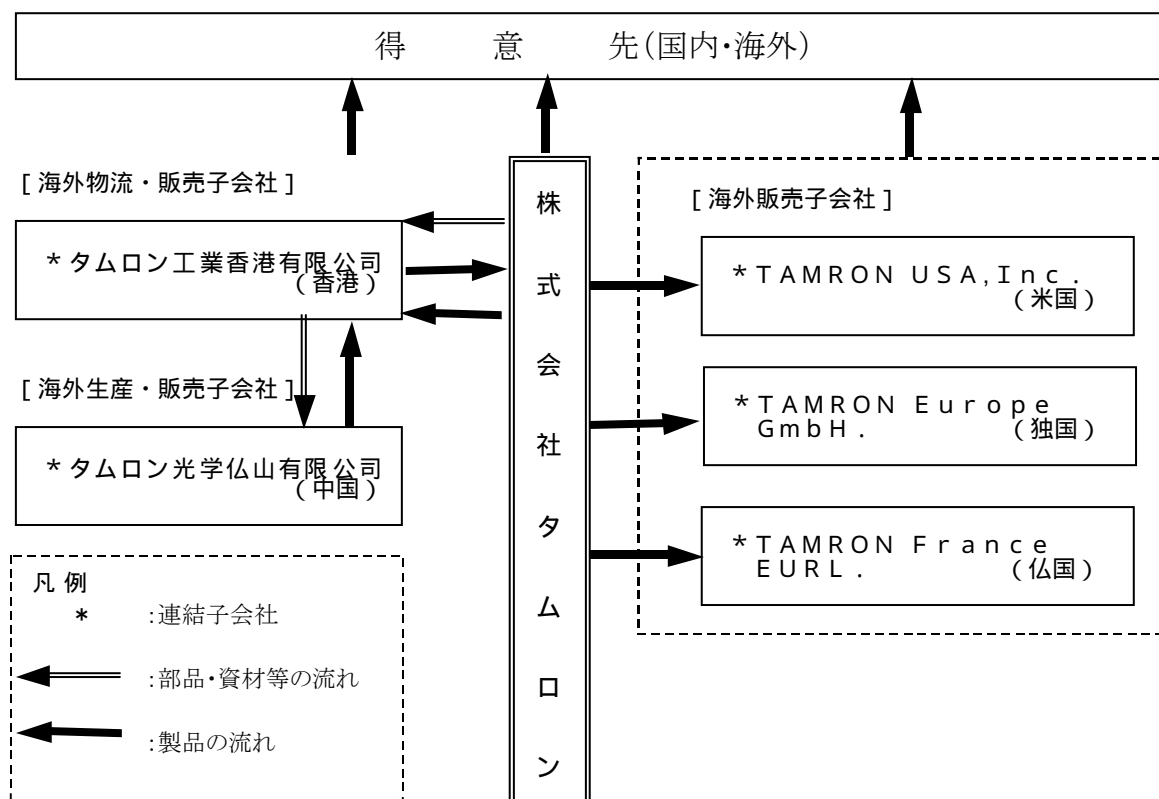 得 意 先(国内・海外)
[海外物流・販売子会社]
*タムロン工業香港有限公司
(香港)
[海外生産・販売子会社]
*タムロン光学仏山有限公司
(中国)
凡例
* :連結子会社
:部品・資材等の流れ
:製品の流れ
株式会社タムロン
[海外販売子会社]
*TAMRON USA,Inc.
(米国)
*TAMRON Europe
GmbH. (独国)
*TAMRON France
EURL. (仏国)